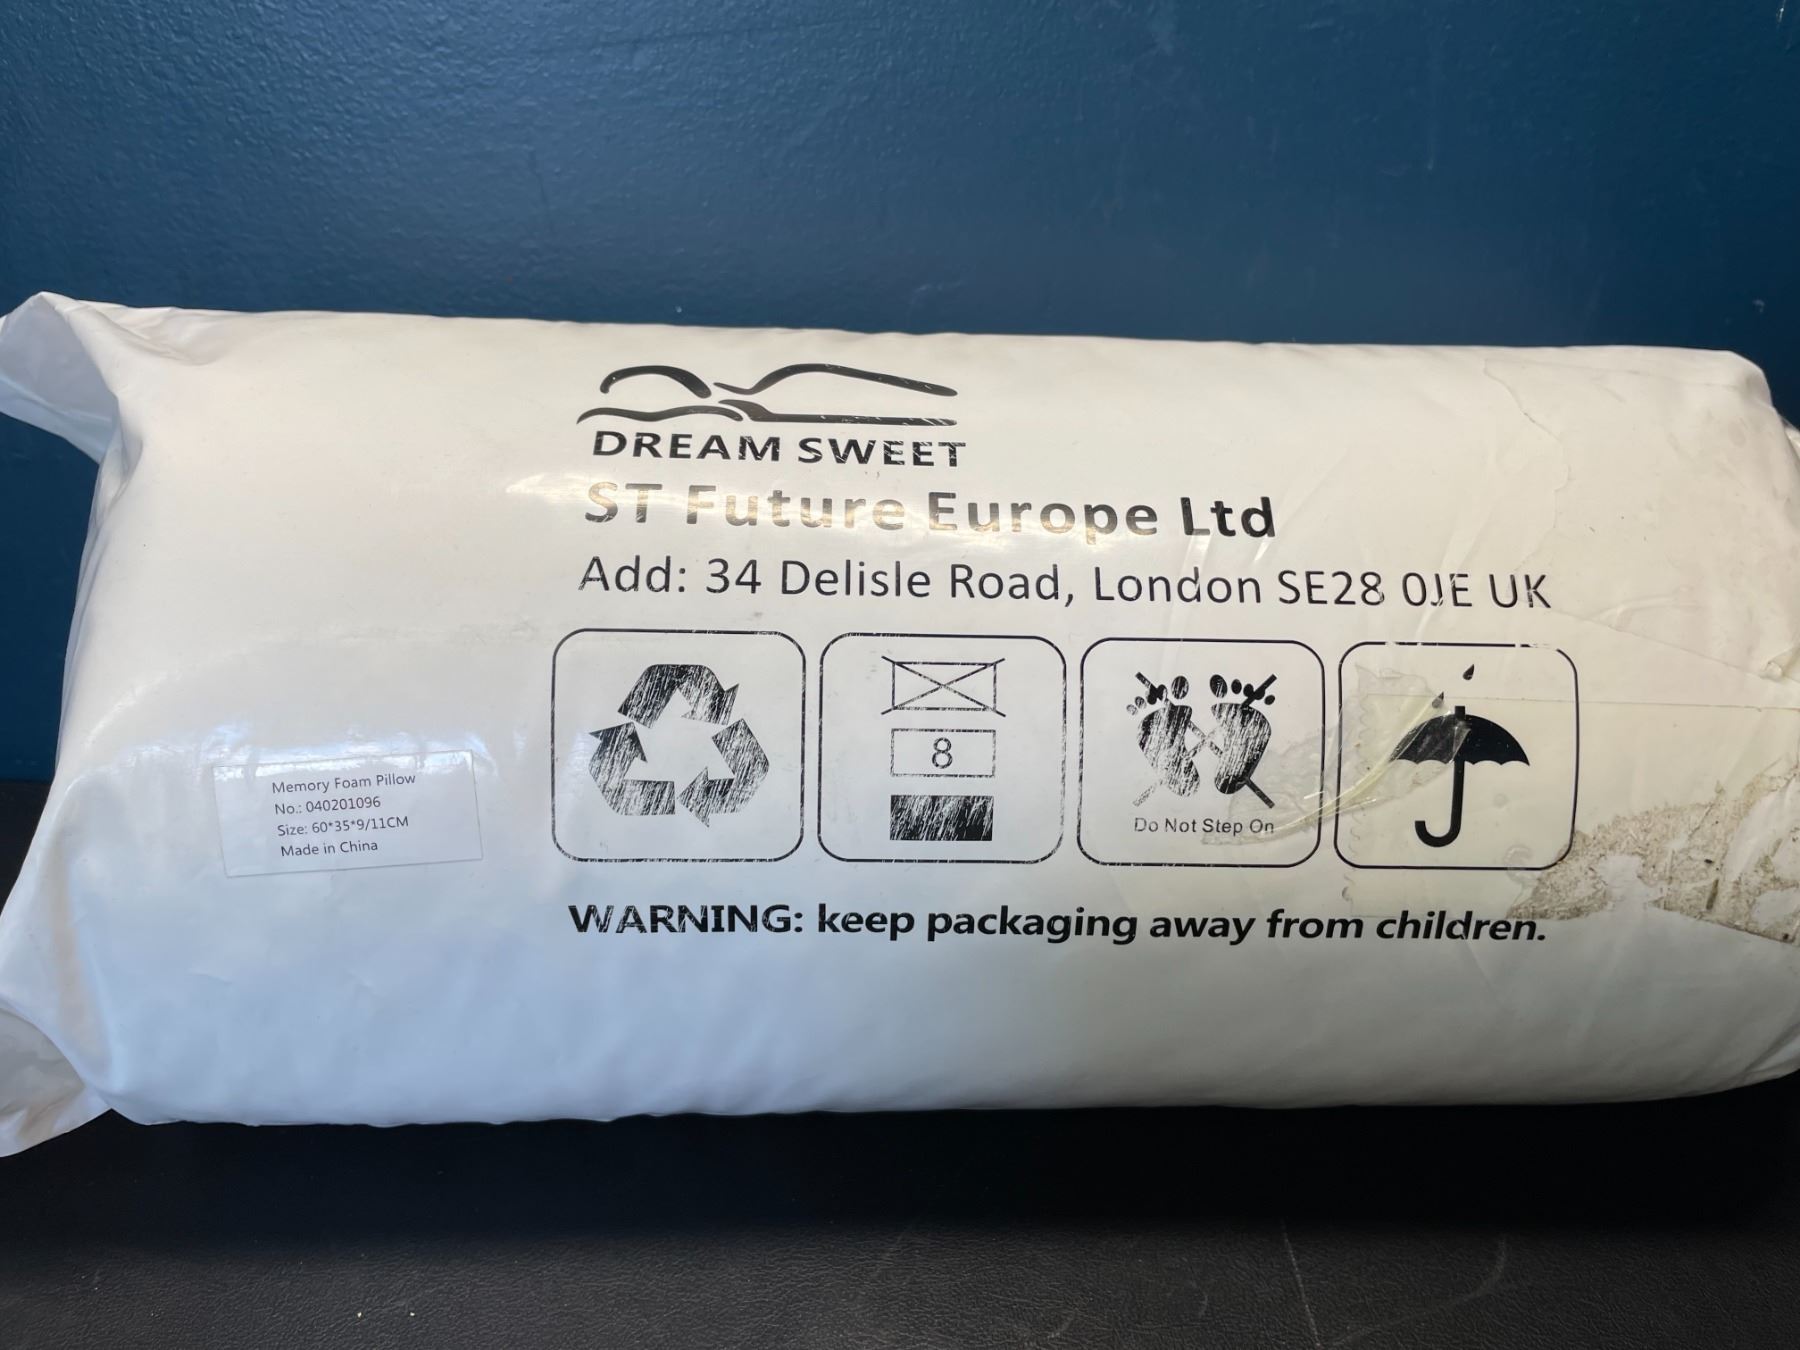 DREAM SWEET
ST Future Europe Ltd
Add: 34 Delisle Road, London SE28 0JE UK
8
Do Not Step On
Memory Foam Pillow
No.: 040201096
Size: 60*35*9/11CM
Made in China
WARNING: keep packaging away from children.